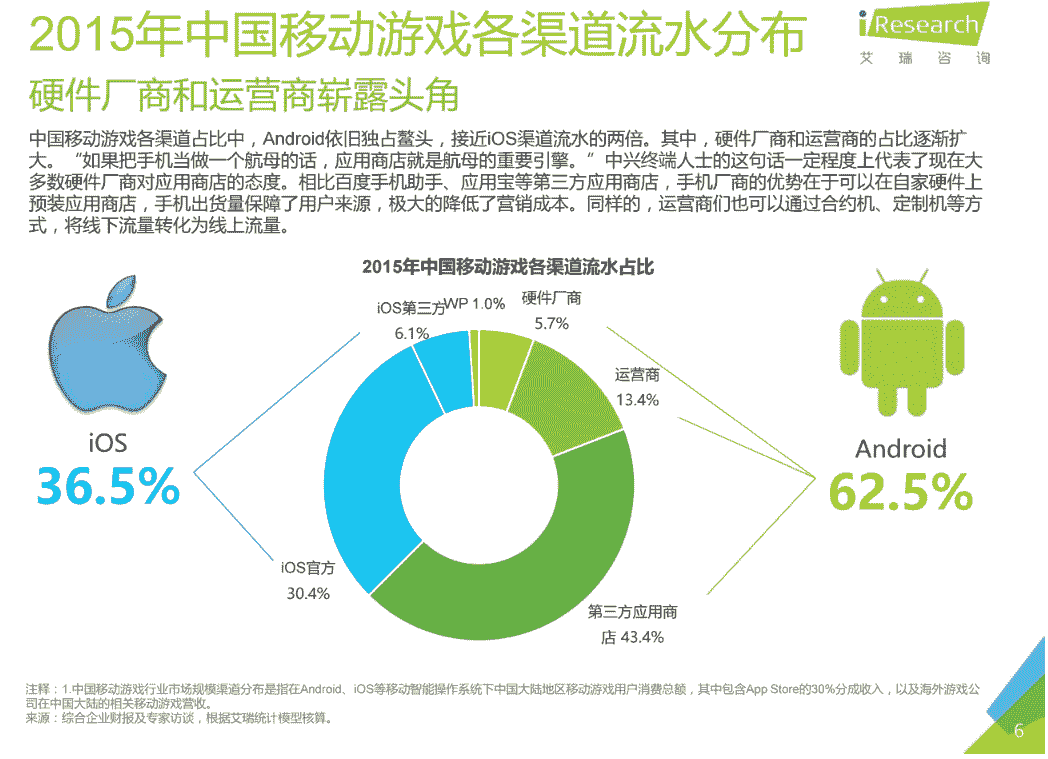 2015年中国移动游戏各渠道流水分布
iResearch
艾瑞咨询
硬件厂商和运营商崭露头角
中国移动游戏各渠道占比中，Android依旧独占鳌头，接近iOS渠道流水的两倍。其中，硬件厂商和运营商的占比逐渐扩
大。“如果把手机当做一个航母的话，应用商店就是航母的重要引擎。”中兴终端人士的这句话一定程度上代表了现在大
多数硬件厂商对应用商店的态度。相比百度手机助手、应用宝等第三方应用商店，手机厂商的优势在于可以在自家硬件上
预装应用商店，手机出货量保障了用户来源，极大的降低了营销成本。同样的，运营商们也可以通过合约机、定制机等方
式，将线下流量转化为线上流量。
2015年中国移动游戏各渠道流水占比
iOS第三方
6.1%
WP 1.0%
硬件厂商
5.7%
运营商
13.4%
iOS
36.5%
Android
62.5%
iOS官方
30.4%
第三方应用商
店 43.4%
注释：1.中国移动游戏行业市场规模渠道分布是指在Android、iOS等移动智能操作系统下中国大陆地区移动游戏用户消费总额，其中包含App Store的30%分成收入，以及海外游戏公
司在中国大陆的相关移动游戏营收。
来源：综合企业财报及专家访谈，根据艾瑞统计模型核算。
6